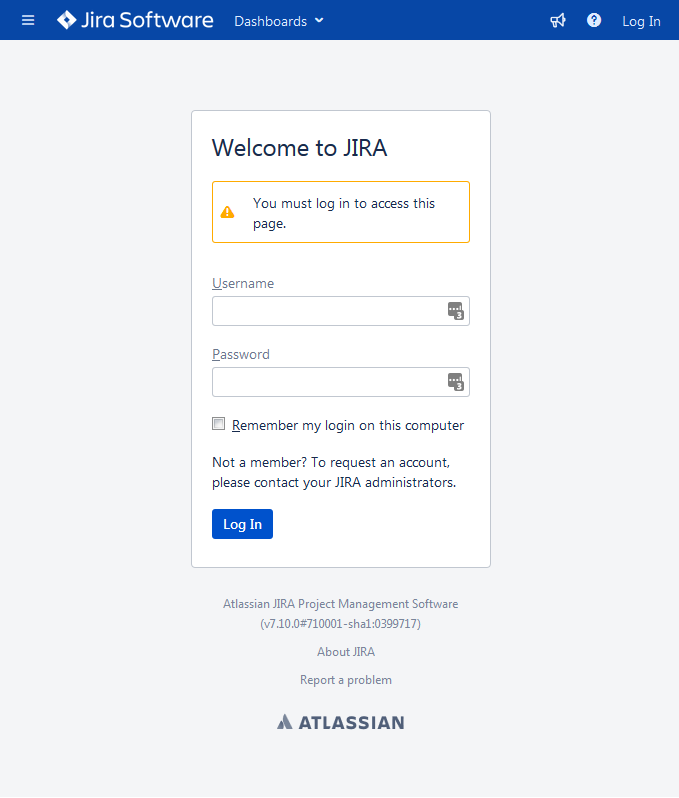 Jira Software Dashboards Log In
Welcome to JIRA
You must log in to access this
page.
Username
3
Password
3
Remember my login on this computer
Not a member? To request an account,
please contact your JIRA administrators.
Log In
Atlassian JIRA Project Management Software
(v7.10.0#710001-sha1:0399717)
About JIRA
Report a problem
ATLASSIAN